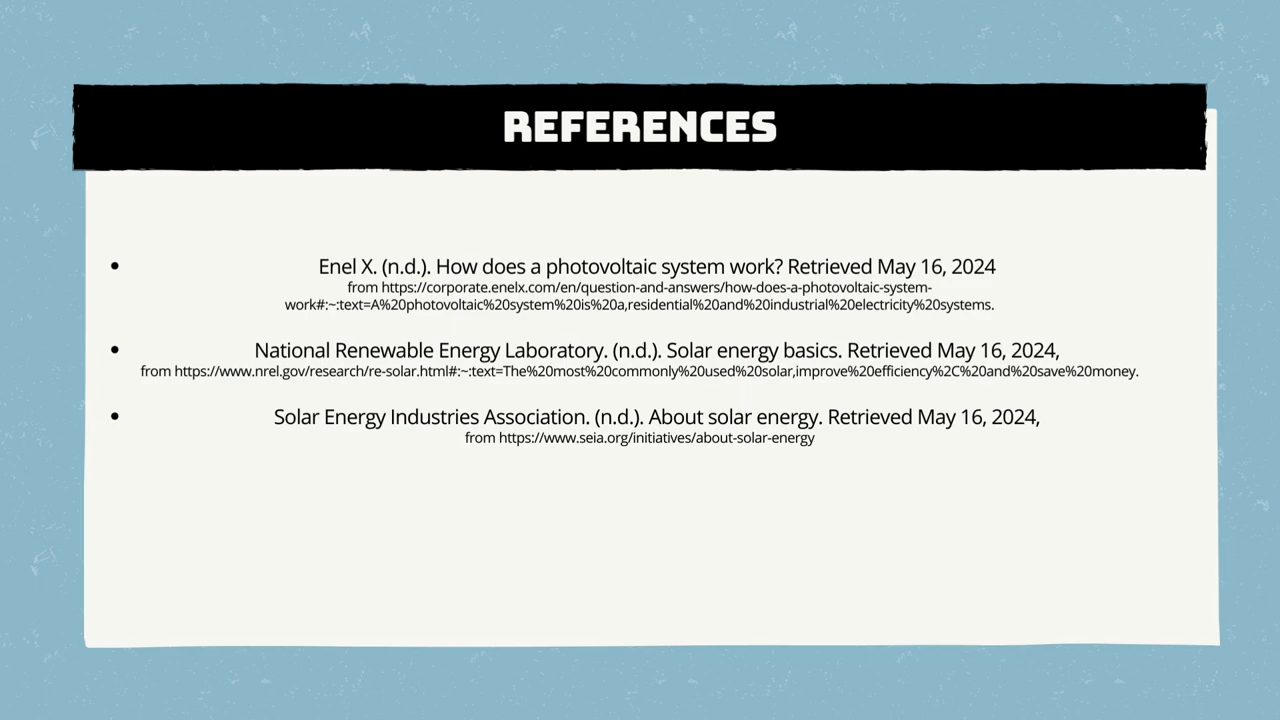 REFERENCES
• Enel X. (n.d.). How does a photovoltaic system work? Retrieved May 16, 2024
from https://corporate.enelx.com/en/question-and-answers/how-does-a-photovoltaic-system-
work#:~:text=A%20photovoltaic%20system%20is%20a,residential%20and%20industrial%20electricity%20systems.
• National Renewable Energy Laboratory. (n.d.). Solar energy basics. Retrieved May 16, 2024,
from https://www.nrel.gov/research/re-solar.html#:~:text=The%20most%20commonly%20used%20solar,improve%20efficiency%2C%20and%20save%20money.
• Solar Energy Industries Association. (n.d.). About solar energy. Retrieved May 16, 2024,
from https://www.seia.org/initiatives/about-solar-energy